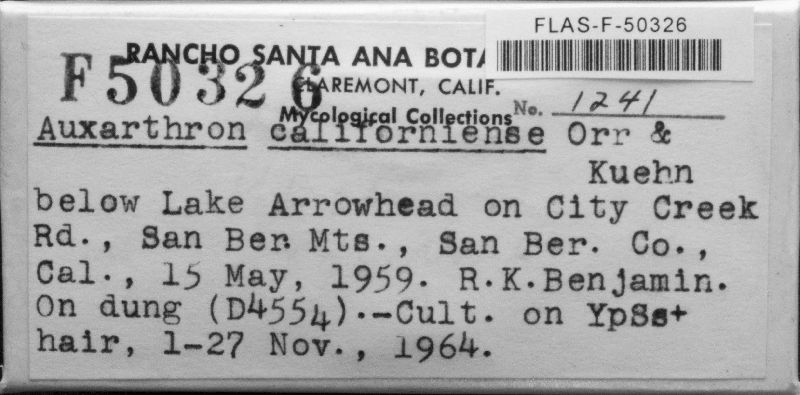 FLAS-F-50326
RANCHO SANTA ANA BOTA
F50326
CLAREMONT, CALIF.
Mycological Collections No. 1241
Auxarthron californiense Orr &
Kuehn
below Lake Arrowhead on City Creek
Rd., San Ber. Mts., San Ber. Co.,
Cal., 15 May, 1959. R.K.Benjamin.
On dung (D4554).-Cult. on YpSs+
hair, 1-27 Nov., 1964.